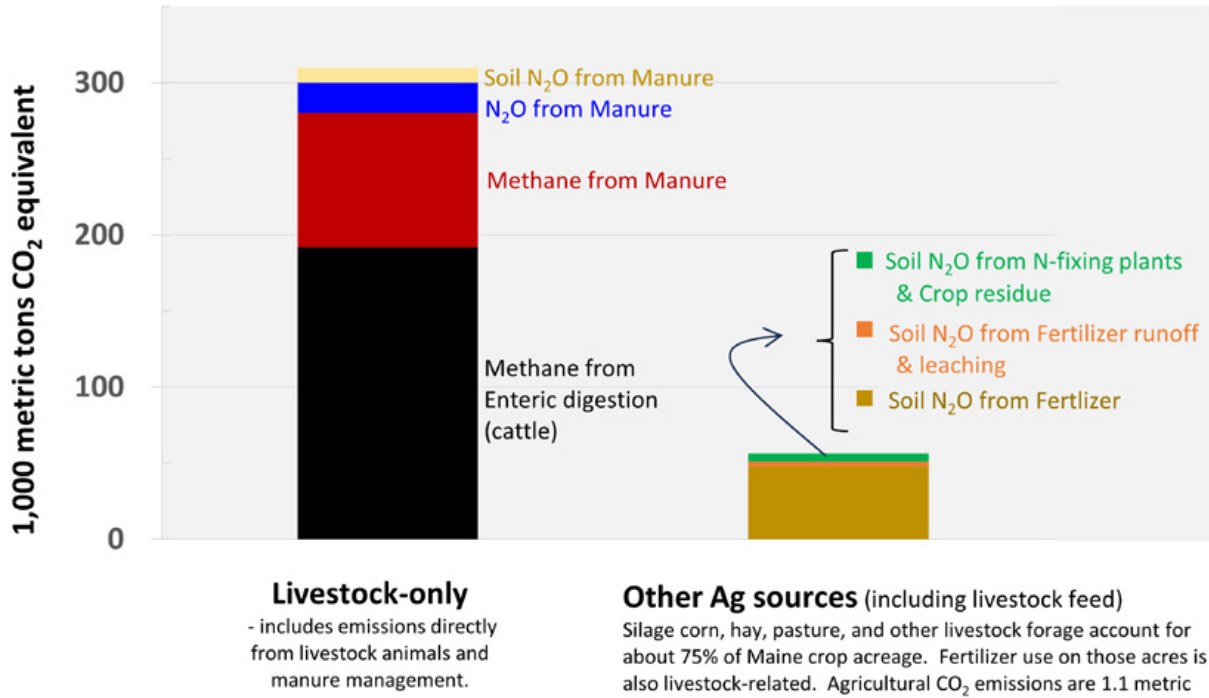 1,000 metric tons CO₂ equivalent
300
200
100
0
Soil N₂O from Manure
N₂O from Manure
Methane from Manure
Methane from
Enteric digestion
(cattle)
Soil N₂O from N-fixing plants
& Crop residue
Soil N₂O from Fertilizer runoff
& leaching
Soil N₂O from Fertlizer
Livestock-only
- includes emissions directly
from livestock animals and
manure management.
Other Ag sources (including livestock feed)
Silage corn, hay, pasture, and other livestock forage account for
about 75% of Maine crop acreage. Fertilizer use on those acres is
also livestock-related. Agricultural CO₂ emissions are 1.1 metric